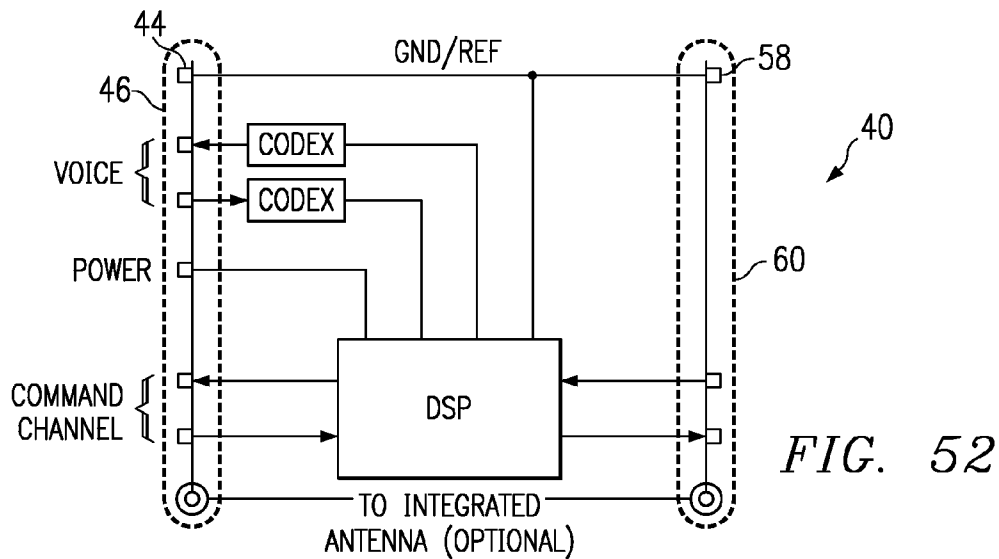 44
GND/REF
58
46
CODEX
40
VOICE
CODEX
POWER
60
COMMAND
CHANNEL
DSP
FIG. 52
TO INTEGRATED
ANTENNA (OPTIONAL)